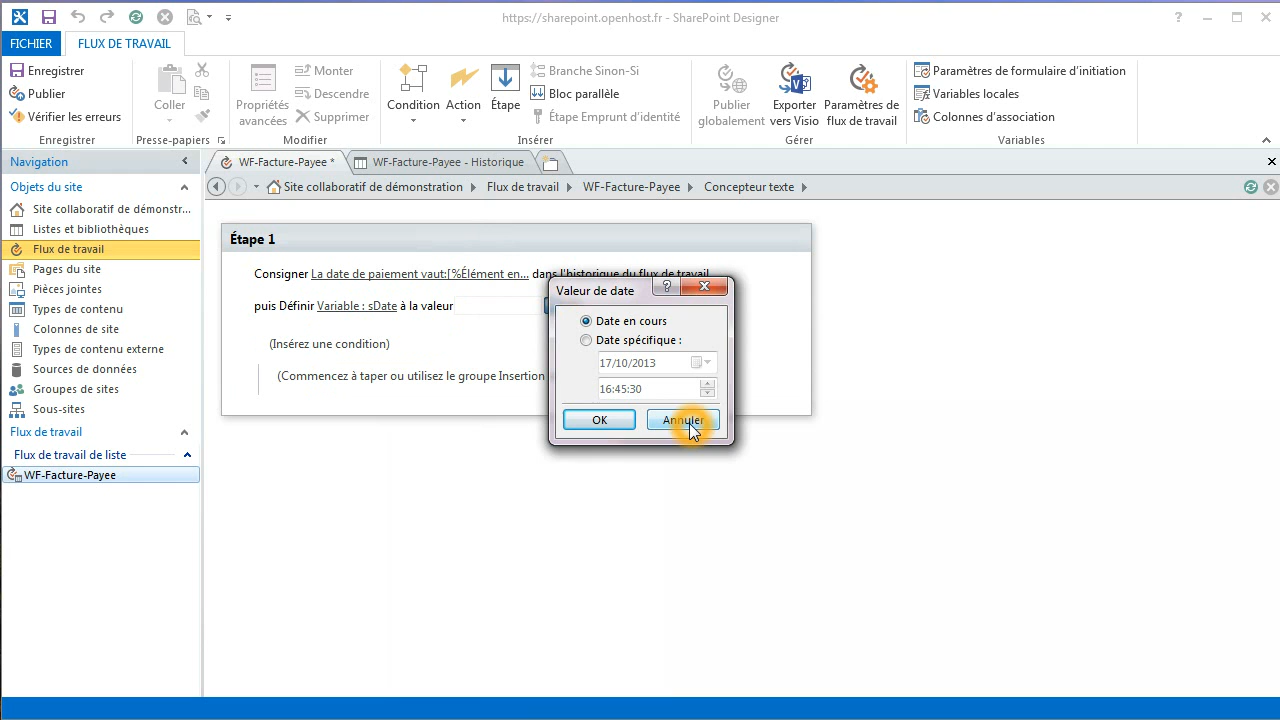 https://sharepoint.openhost.fr - SharePoint Designer
FICHIER
FLUX DE TRAVAIL
Enregistrer
Publier
Vérifier les erreurs
Enregistrer
Coller
Presse-papiers
Propriétés avancées
Monter
Descendre
Supprimer
Modifier
Condition
Action
Étape
Branche Sinon-Si
Bloc parallèle
Étape Emprunt d'identité
Insérer
Publier globalement
Exporter vers Visio
Paramètres de flux de travail
Gérer
Paramètres de formulaire d'initiation
Variables locales
Colonnes d'association
Variables
Navigation
WF-Facture-Payee *
WF-Facture-Payee - Historique
Site collaboratif de démonstration
Flux de travail
WF-Facture-Payee
Concepteur texte
Objets du site
Site collaboratif de démonstr...
Listes et bibliothèques
Flux de travail
Pages du site
Pièces jointes
Types de contenu
Colonnes de site
Types de contenu externe
Sources de données
Groupes de sites
Sous-sites
Flux de travail
Flux de travail de liste
WF-Facture-Payee
Étape 1
Consigner La date de paiement vaut:[%Élément en... dans l'historique du flux de travail
puis Définir Variable : sDate à la valeur
(Insérez une condition)
(Commencez à taper ou utilisez le groupe Insertion
Valeur de date
?
Date en cours
Date spécifique :
17/10/2013
16:45:30
OK
Annuler